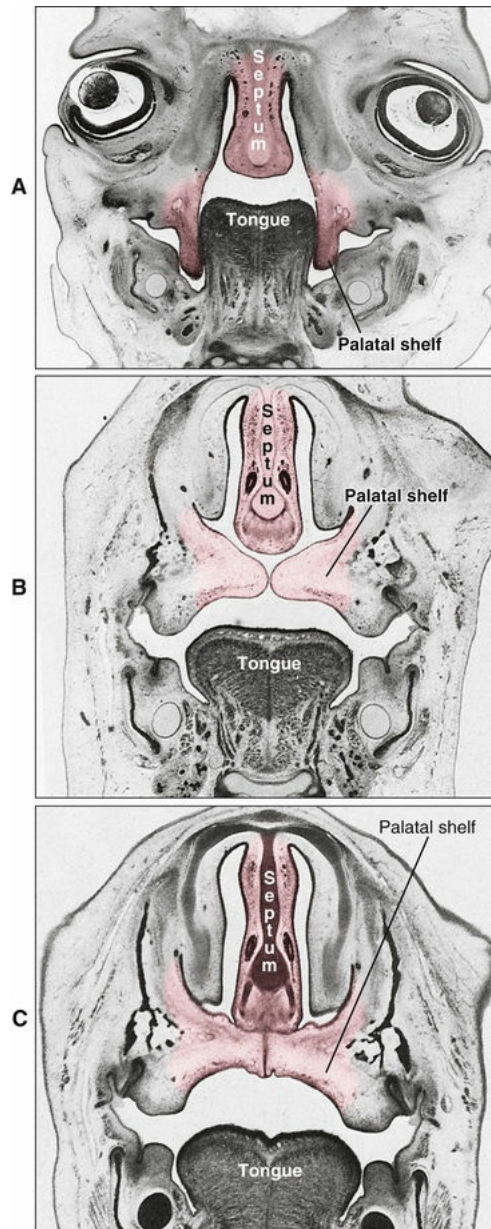 A
Septum
Tongue
Palatal shelf
B
Septum
Palatal shelf
Tongue
C
Palatal shelf
Septum
Tongue